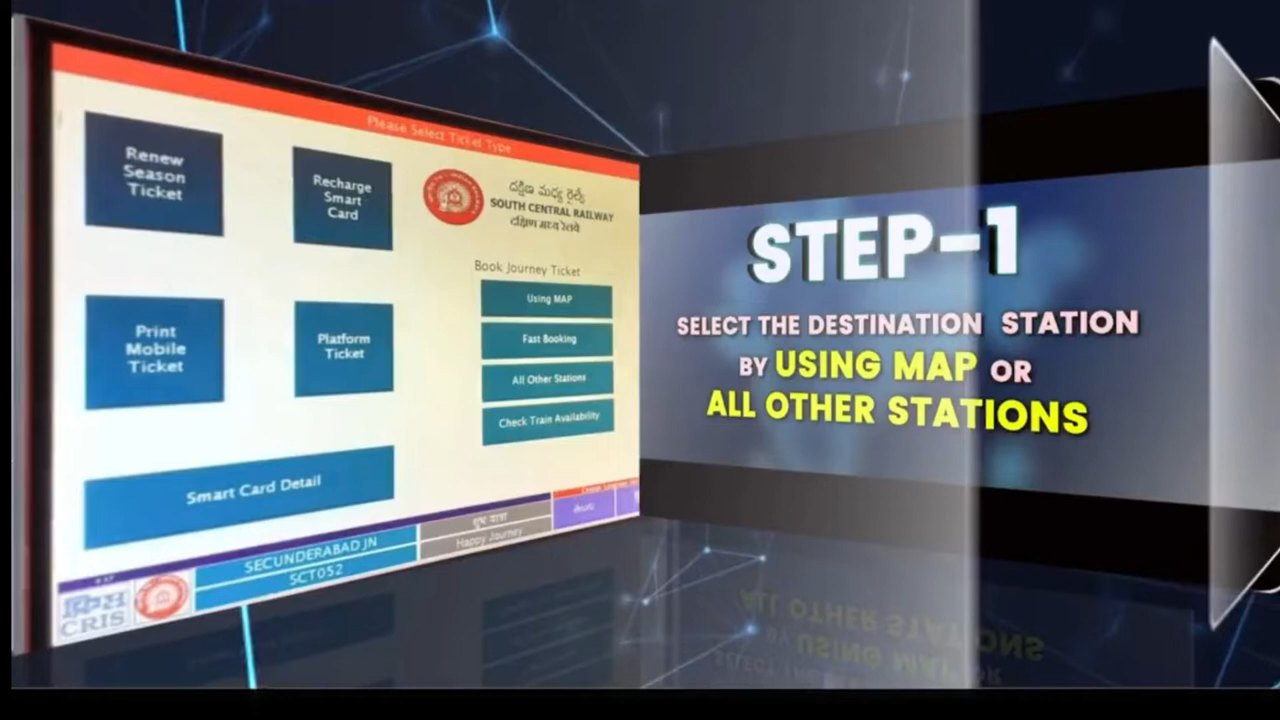 Please Select Ticket Type
Renew
Season
Ticket
Recharge
Smart
Card
దక్షిణ మధ్య రైల్వే
SOUTH CENTRAL RAILWAY
दक्षिण मध्य रेलवे
Book Journey Ticket
Using MAP
Fast Booking
All Other Stations
Check Train Availability
Print
Mobile
Ticket
Platform
Ticket
Smart Card Detail
SECUNDERABAD JN
SCT052
शुभ यात्रा
Happy Journey
తెలుగు
क्रिस
CRIS
STEP-1
SELECT THE DESTINATION STATION
BY USING MAP OR
ALL OTHER STATIONS